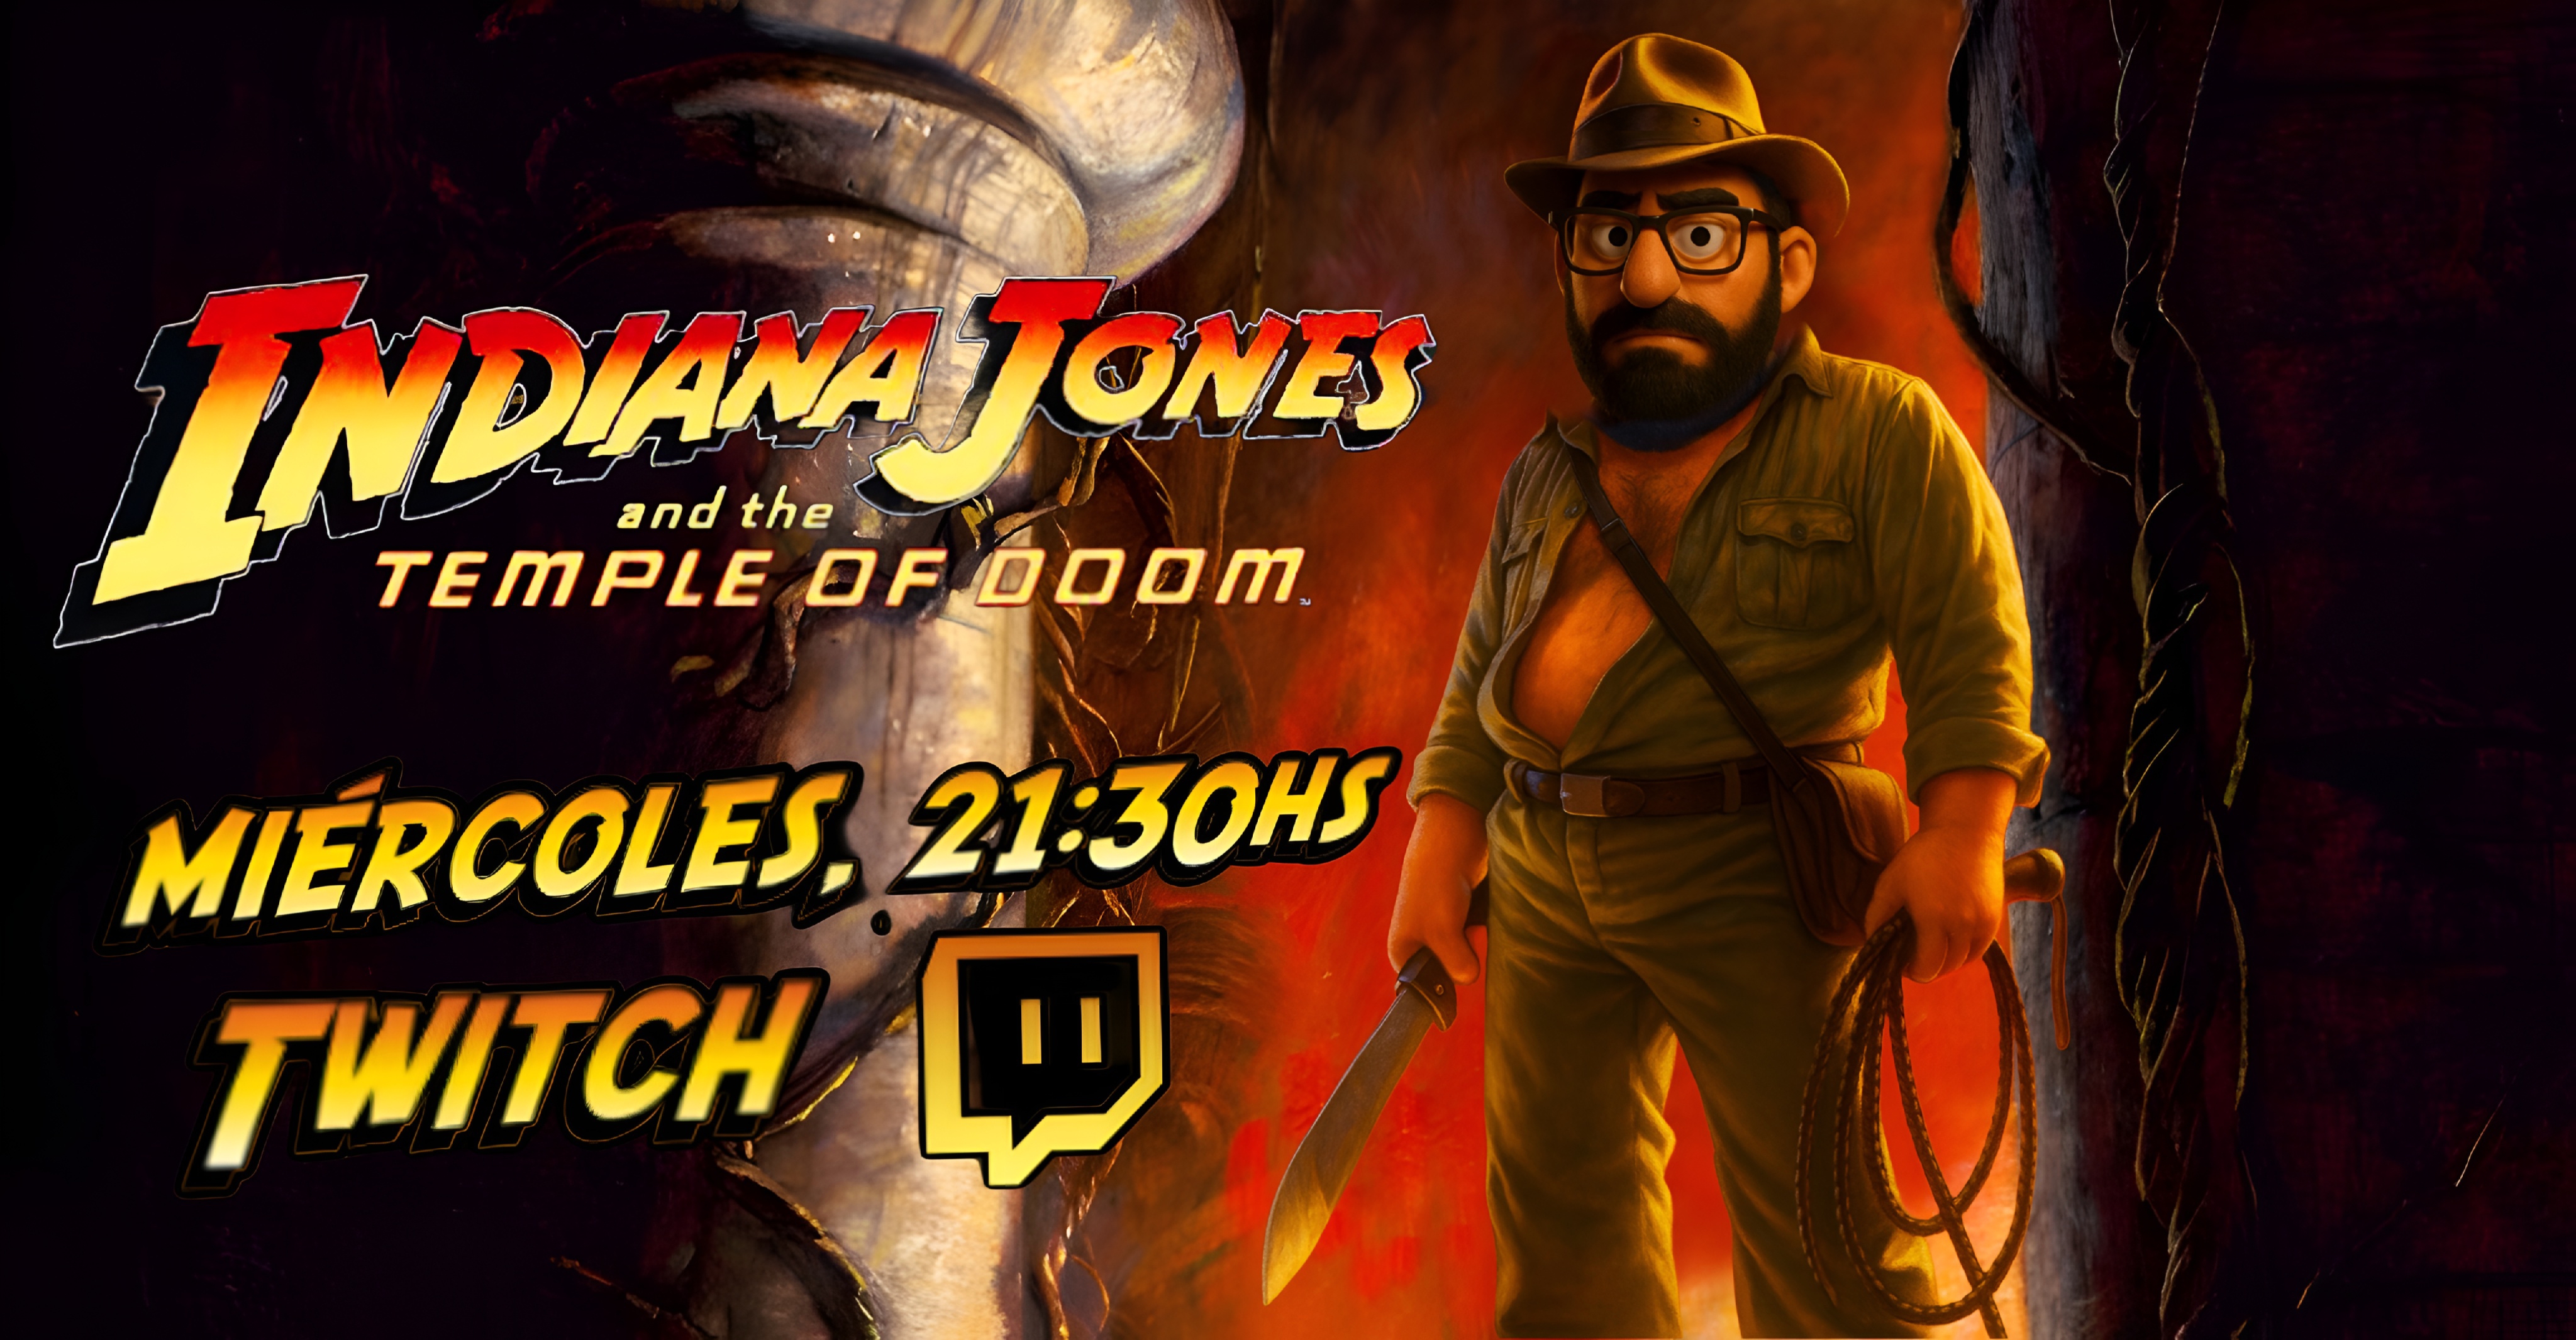 INDIANA JONES
and the
TEMPLE OF DOOM
MIÉRCOLES, 21:30HS
TWITCH